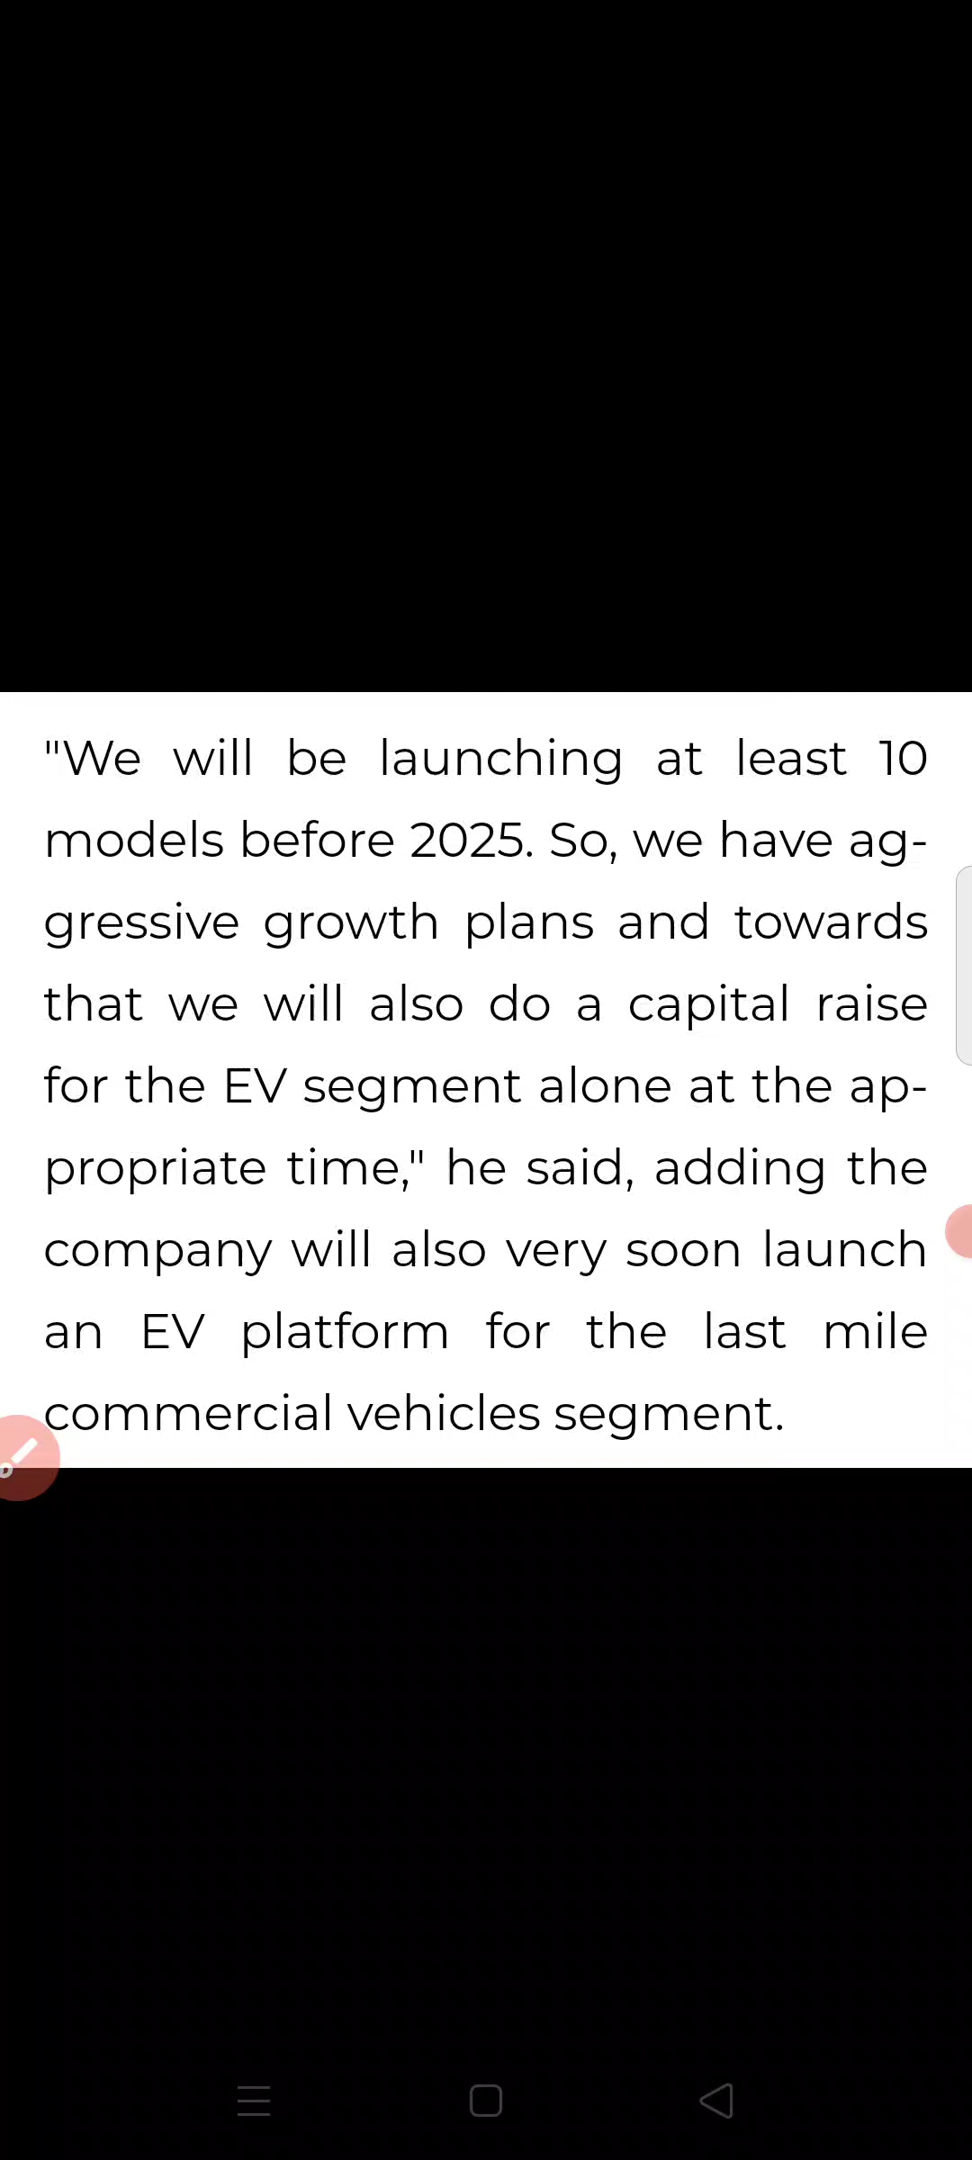 "We will be launching at least 10
models before 2025. So, we have ag-
gressive growth plans and towards
that we will also do a capital raise
for the EV segment alone at the ap-
propriate time," he said, adding the
company will also very soon launch
an EV platform for the last mile
commercial vehicles segment.